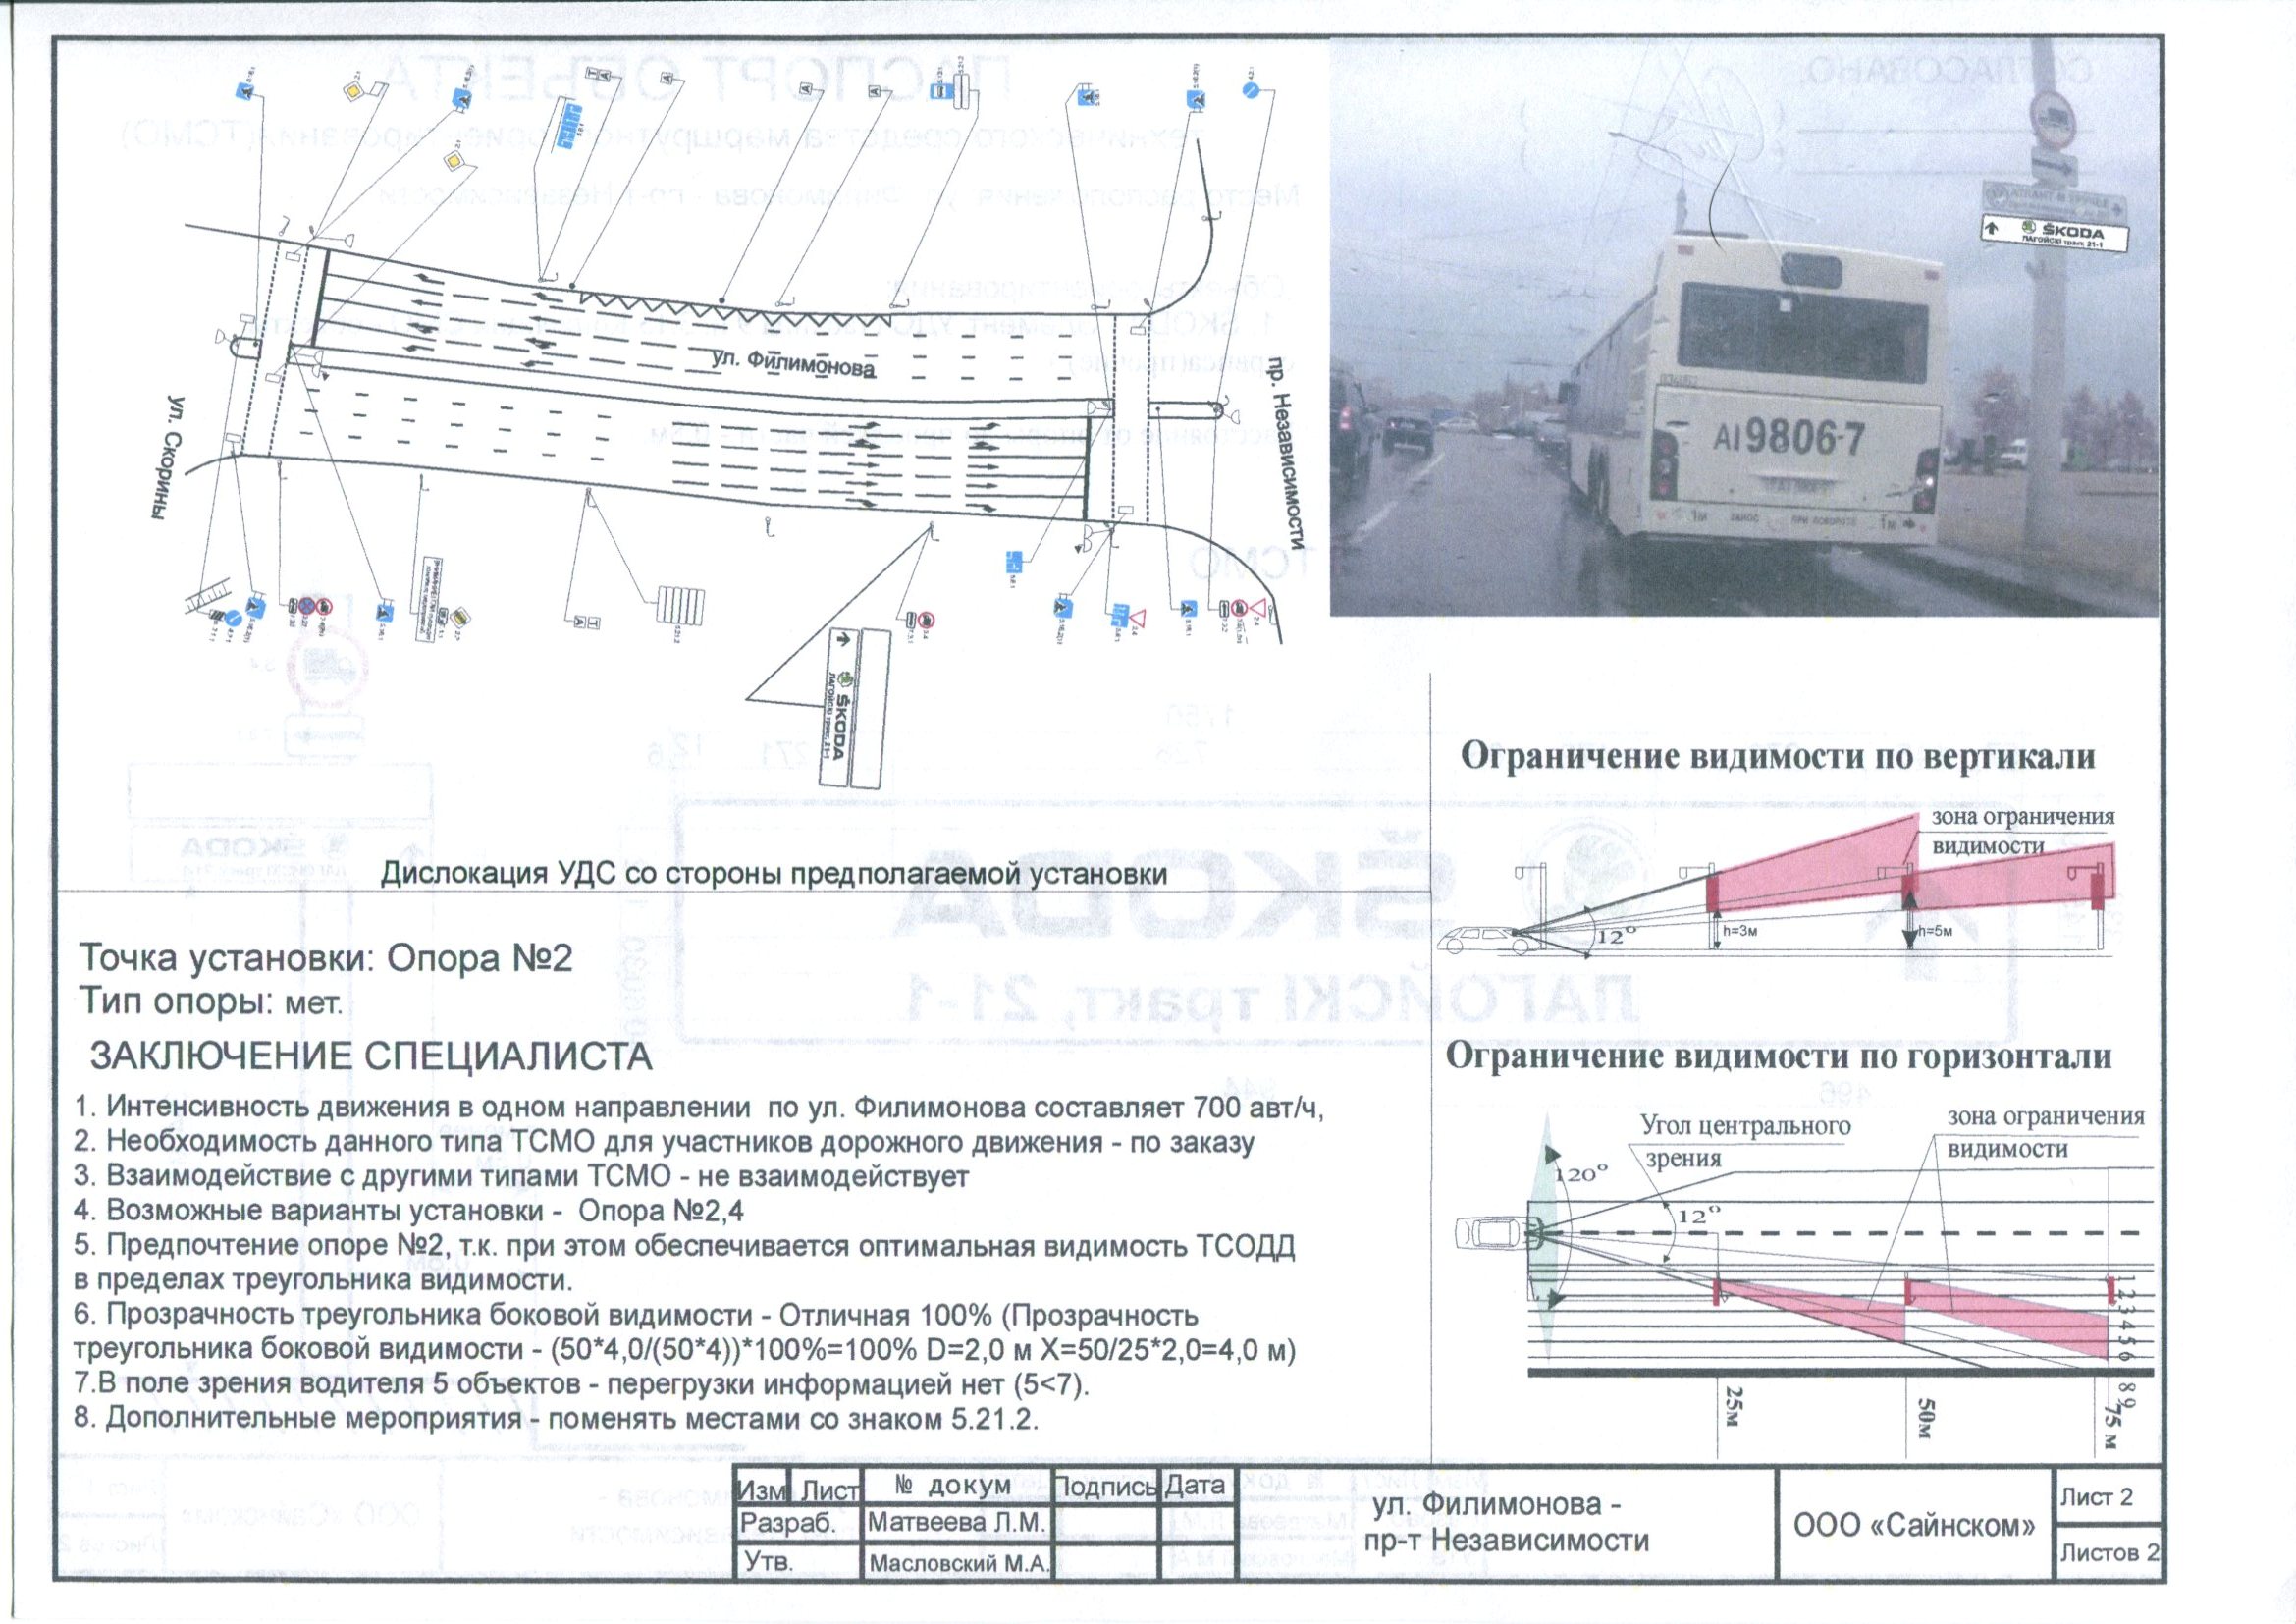 ул. Филимонова
ул. Скорины
пр. Независимости
ŠKODA
ЛАГОЙСКІ тракт, 21-1
ŠKODA
ЛАГОЙСКІ тракт, 21-1
AI 9806-7
1м ЗАНОС ПРИ ПОВОРОТЕ 1м
Дислокация УДС со стороны предполагаемой установки
Точка установки: Опора №2
Тип опоры: мет.
ЗАКЛЮЧЕНИЕ СПЕЦИАЛИСТА
1. Интенсивность движения в одном направлении по ул. Филимонова составляет 700 авт/ч,
2. Необходимость данного типа ТСМО для участников дорожного движения - по заказу
3. Взаимодействие с другими типами ТСМО - не взаимодействует
4. Возможные варианты установки - Опора №2,4
5. Предпочтение опоре №2, т.к. при этом обеспечивается оптимальная видимость ТСОДД
в пределах треугольника видимости.
6. Прозрачность треугольника боковой видимости - Отличная 100% (Прозрачность
треугольника боковой видимости - (50*4,0/(50*4))*100%=100% D=2,0 м X=50/25*2,0=4,0 м)
7.В поле зрения водителя 5 объектов - перегрузки информацией нет (5<7).
8. Дополнительные мероприятия - поменять местами со знаком 5.21.2.
Ограничение видимости по вертикали
зона ограничения
видимости
12°
h=3м
h=5м
Ограничение видимости по горизонтали
Угол центрального
зрения
зона ограничения
видимости
120°
12°
1 2 3 4 5 6 8 9
25м
50м
75 м
Изм Лист № докум Подпись Дата
Разраб. Матвеева Л.М.
Утв. Масловский М.А.
ул. Филимонова -
пр-т Независимости
ООО «Сайнском»
Лист 2
Листов 2